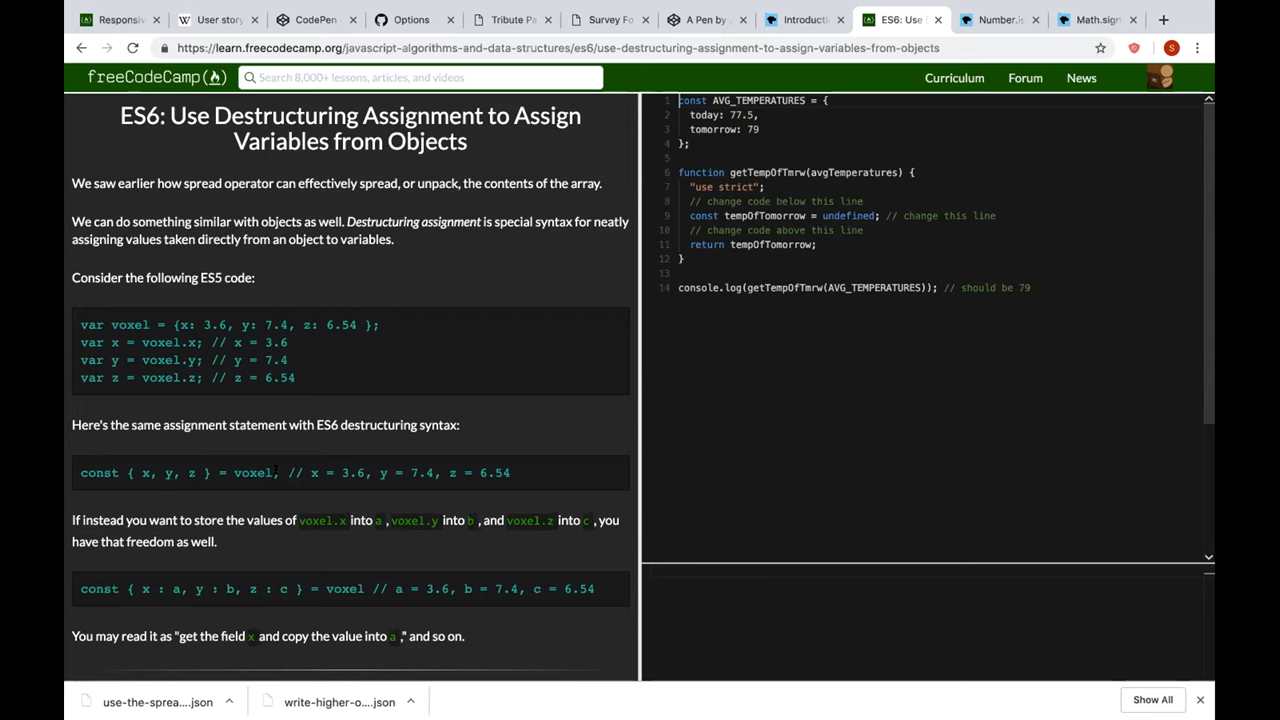 Responsiv
User story
CodePen
Options
Tribute Pa
Survey Fo
A Pen by
Introducti
ES6: Use
Number.is
Math.sign
https://learn.freecodecamp.org/javascript-algorithms-and-data-structures/es6/use-destructuring-assignment-to-assign-variables-from-objects
S
freeCodeCamp
Search 8,000+ lessons, articles, and videos
Curriculum
Forum
News
ES6: Use Destructuring Assignment to Assign
Variables from Objects
We saw earlier how spread operator can effectively spread, or unpack, the contents of the array.
We can do something similar with objects as well. Destructuring assignment is special syntax for neatly
assigning values taken directly from an object to variables.
Consider the following ES5 code:
var voxel = {x: 3.6, y: 7.4, z: 6.54 };
var x = voxel.x; // x = 3.6
var y = voxel.y; // y = 7.4
var z = voxel.z; // z = 6.54
Here's the same assignment statement with ES6 destructuring syntax:
const { x, y, z } = voxel; // x = 3.6, y = 7.4, z = 6.54
If instead you want to store the values of voxel.x into a , voxel.y into b , and voxel.z into c , you
have that freedom as well.
const { x : a, y : b, z : c } = voxel // a = 3.6, b = 7.4, c = 6.54
You may read it as "get the field x and copy the value into a ," and so on.
1 const AVG_TEMPERATURES = {
2 today: 77.5,
3 tomorrow: 79
4 };
5
6 function getTempOfTmrw(avgTemperatures) {
7 "use strict";
8 // change code below this line
9 const tempOfTomorrow = undefined; // change this line
10 // change code above this line
11 return tempOfTomorrow;
12 }
13
14 console.log(getTempOfTmrw(AVG_TEMPERATURES)); // should be 79
use-the-sprea....json
write-higher-o....json
Show All